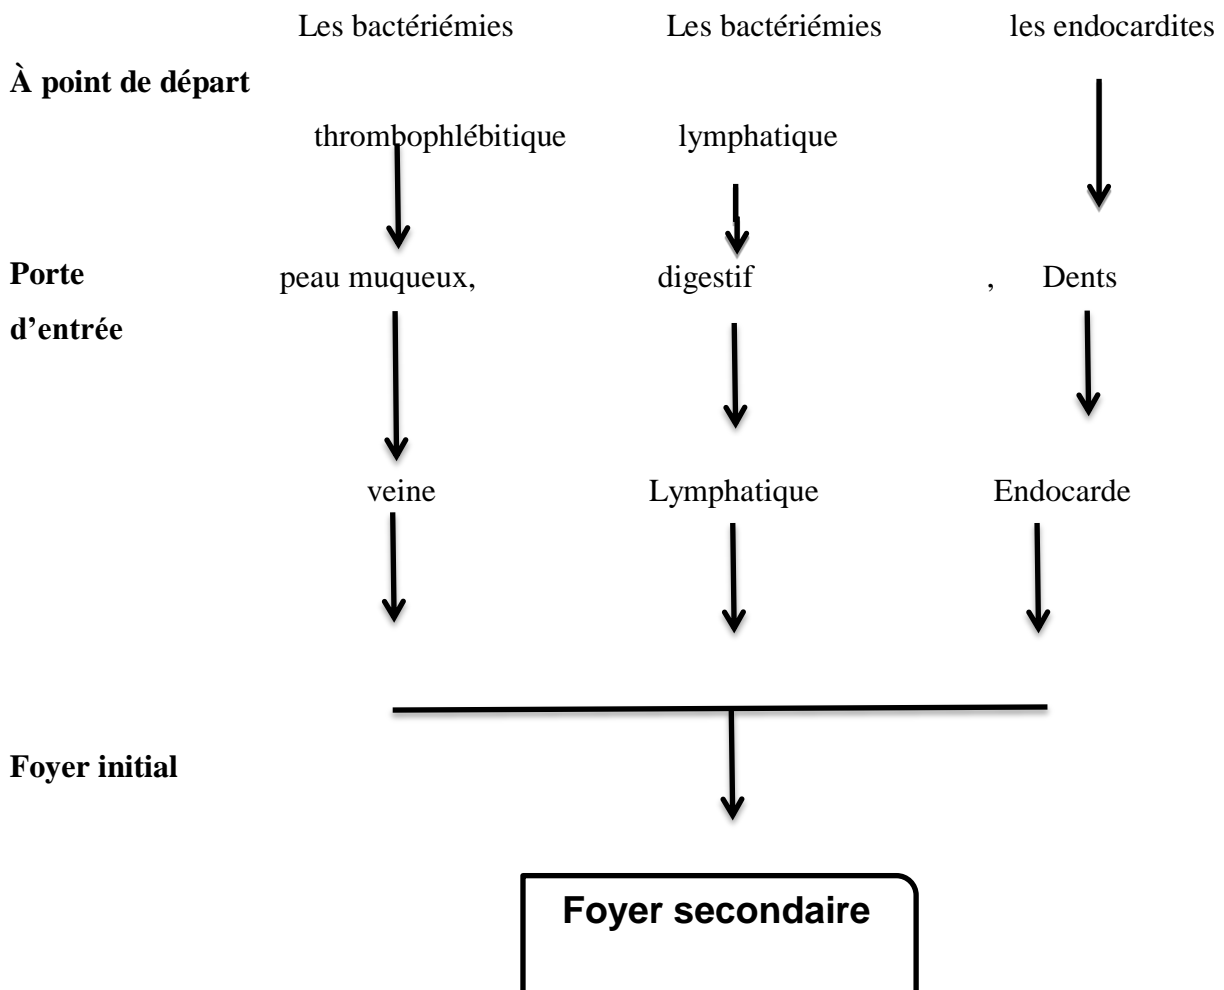 Les bactériémies Les bactériémies les endocardites
À point de départ
thrombophlébitique lymphatique
Porte peau muqueux, digestif , Dents
d’entrée
veine Lymphatique Endocarde
Foyer initial
Foyer secondaire